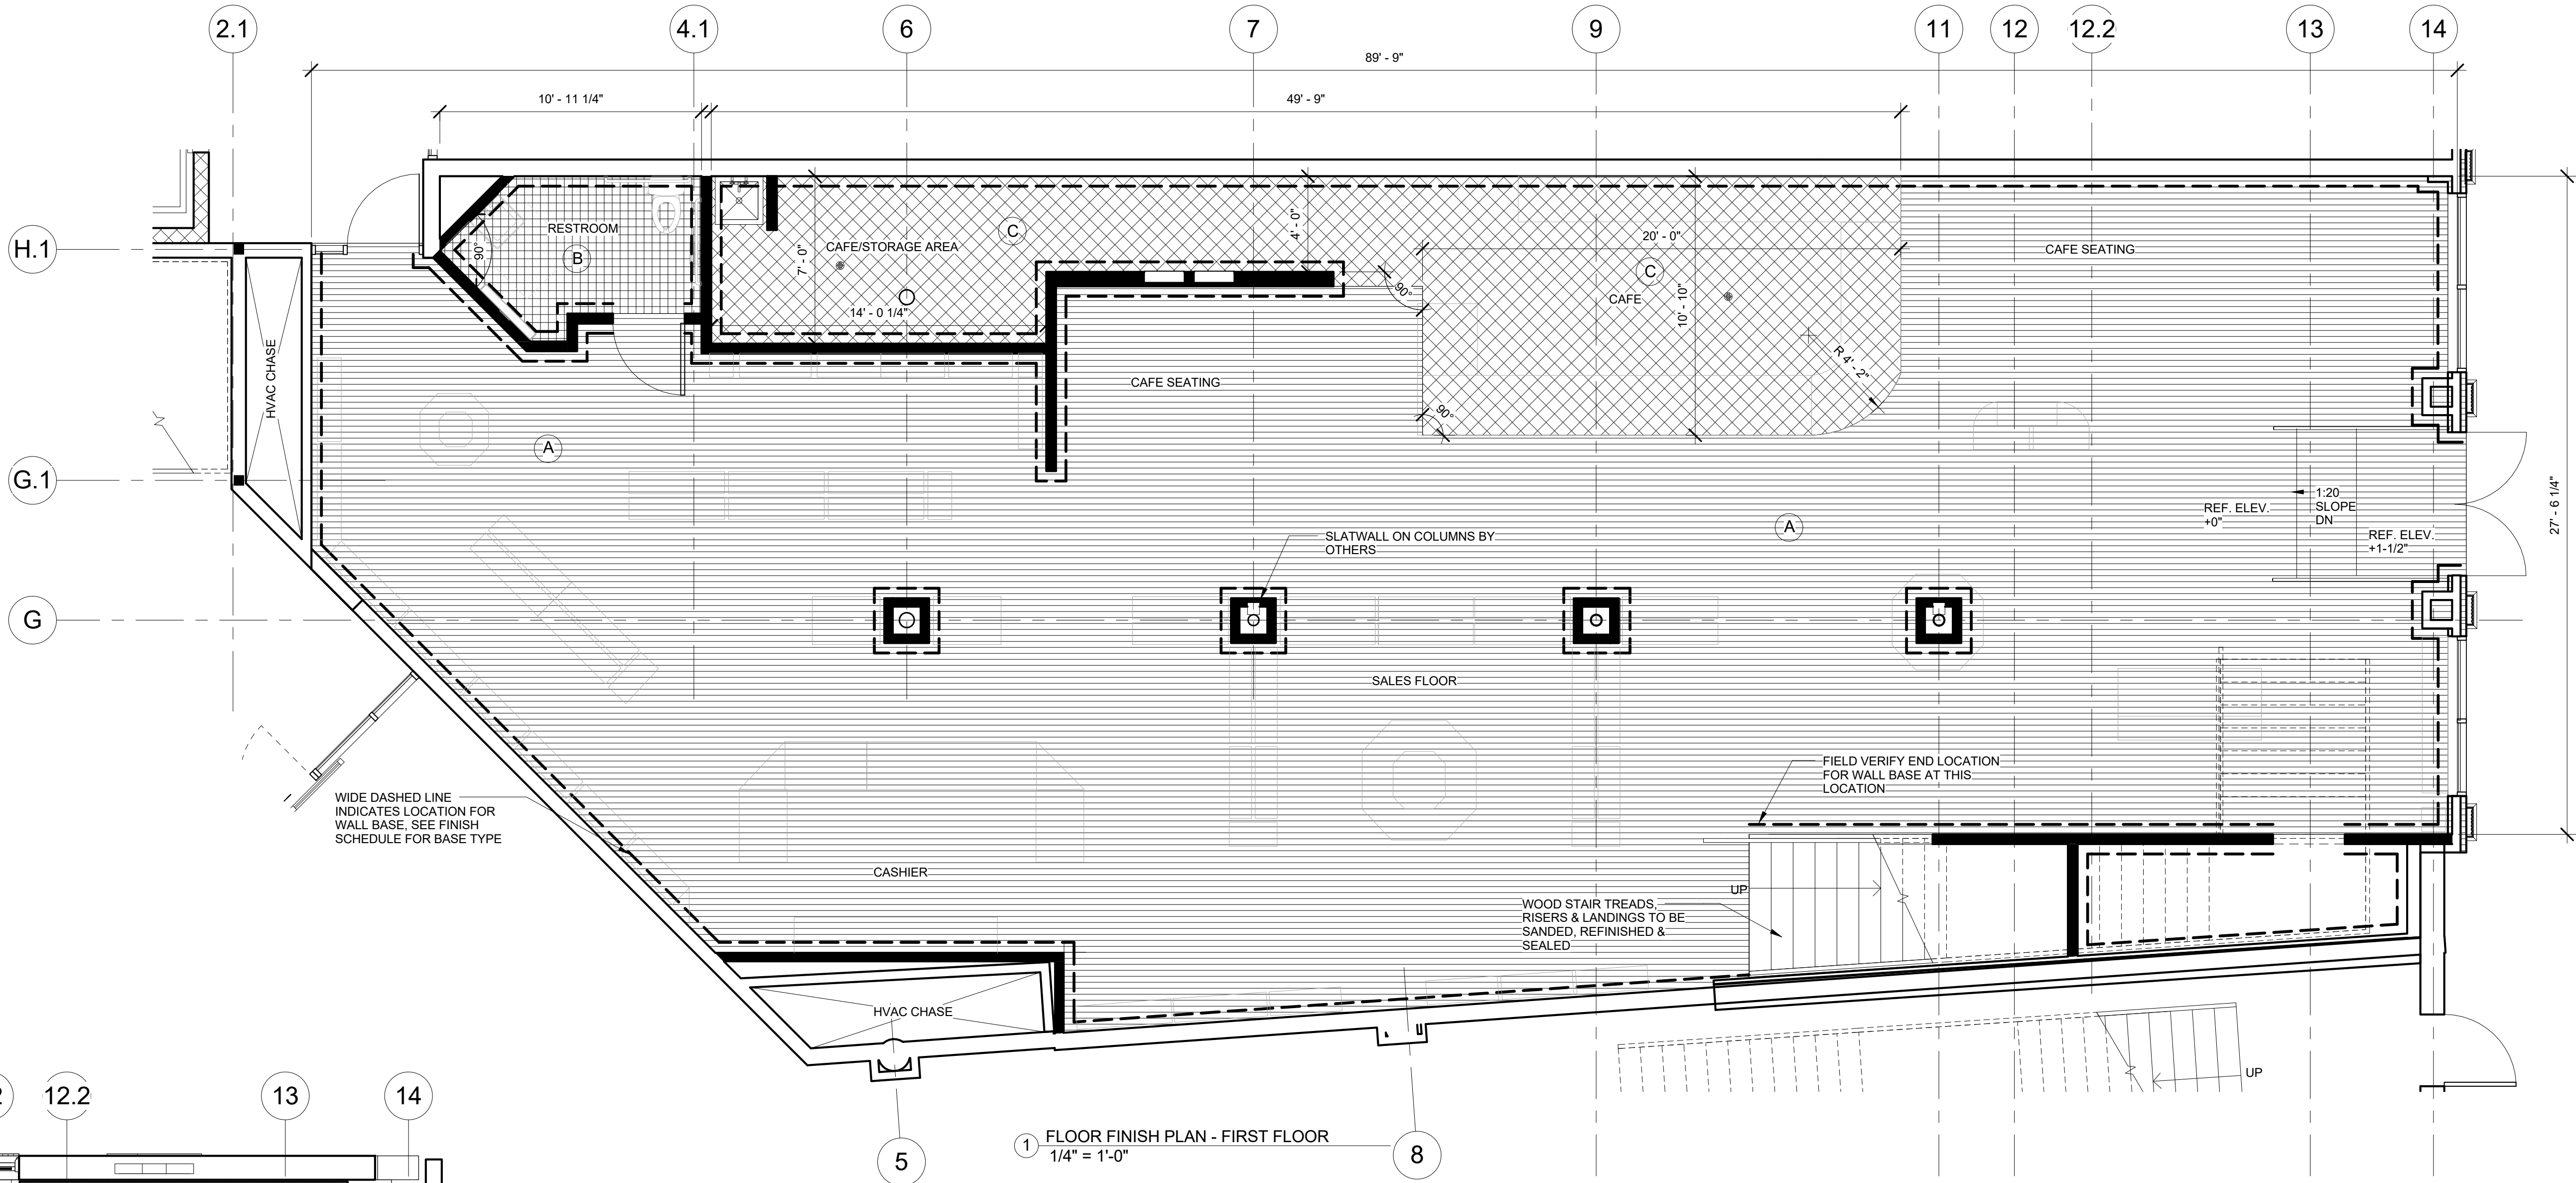 2.1
4.1
6
7
9
11
12
12.2
13
14
89' - 9"
10' - 11 1/4"
49' - 9"
H.1
G.1
G
RESTROOM
B
90°
CAFE/STORAGE AREA
C
7' - 0"
14' - 0 1/4"
4' - 0"
20' - 0"
C
CAFE
10' - 10"
90°
90°
R 4' - 2"
CAFE SEATING
CAFE SEATING
HVAC CHASE
A
A
27' - 6 1/4"
REF. ELEV.
+0"
1:20
SLOPE
DN
REF. ELEV.
+1-1/2"
SLATWALL ON COLUMNS BY
OTHERS
SALES FLOOR
FIELD VERIFY END LOCATION
FOR WALL BASE AT THIS
LOCATION
WIDE DASHED LINE
INDICATES LOCATION FOR
WALL BASE, SEE FINISH
SCHEDULE FOR BASE TYPE
CASHIER
UP
WOOD STAIR TREADS,
RISERS & LANDINGS TO BE
SANDED, REFINISHED &
SEALED
HVAC CHASE
UP
2
12.2
13
14
5
8
1
FLOOR FINISH PLAN - FIRST FLOOR
1/4" = 1'-0"